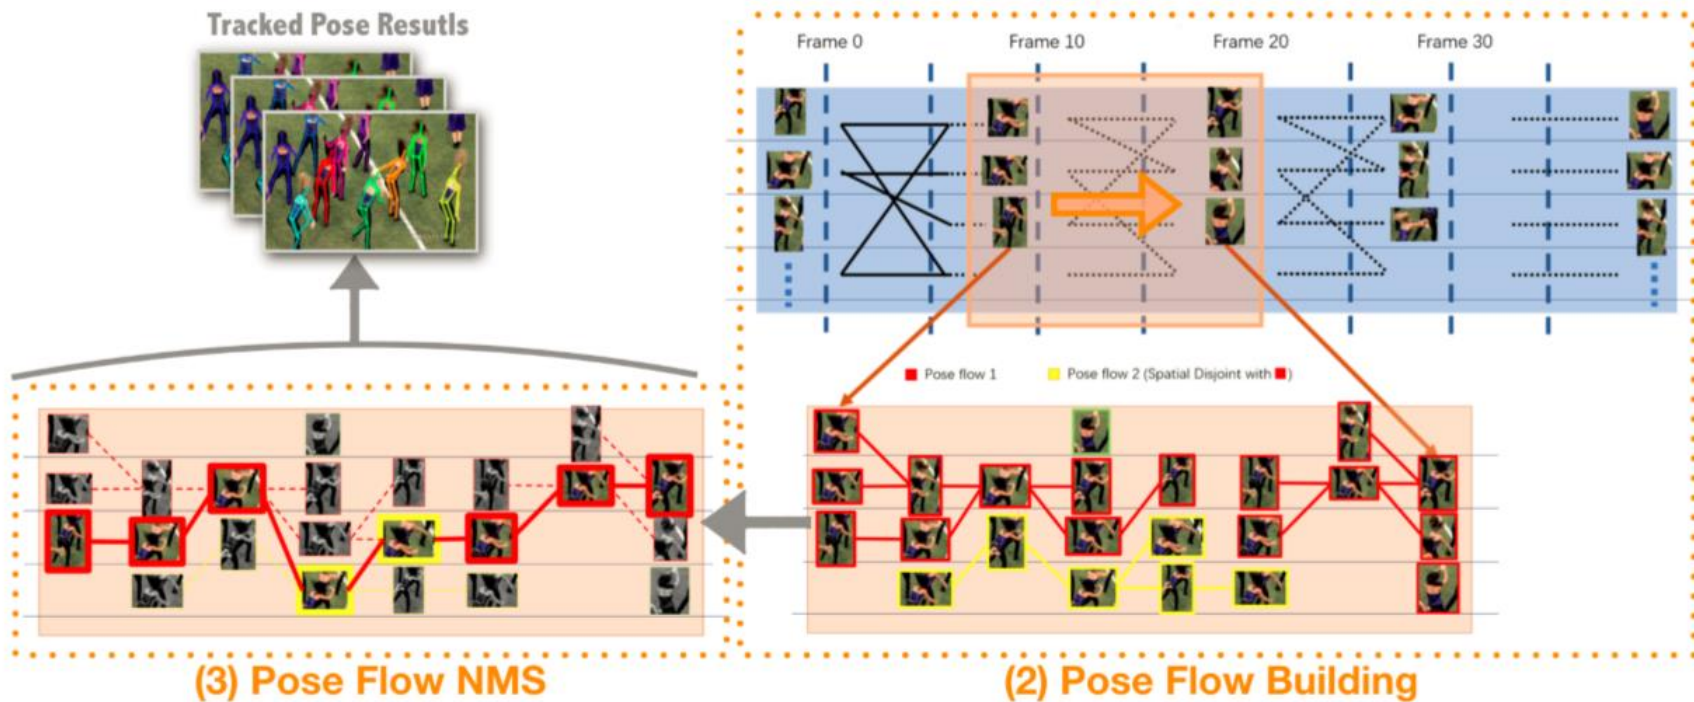 Tracked Pose Resutls
Frame 0
Frame 10
Frame 20
Frame 30
Pose flow 1
Pose flow 2 (Spatial Disjoint with )
(3) Pose Flow NMS
(2) Pose Flow Building